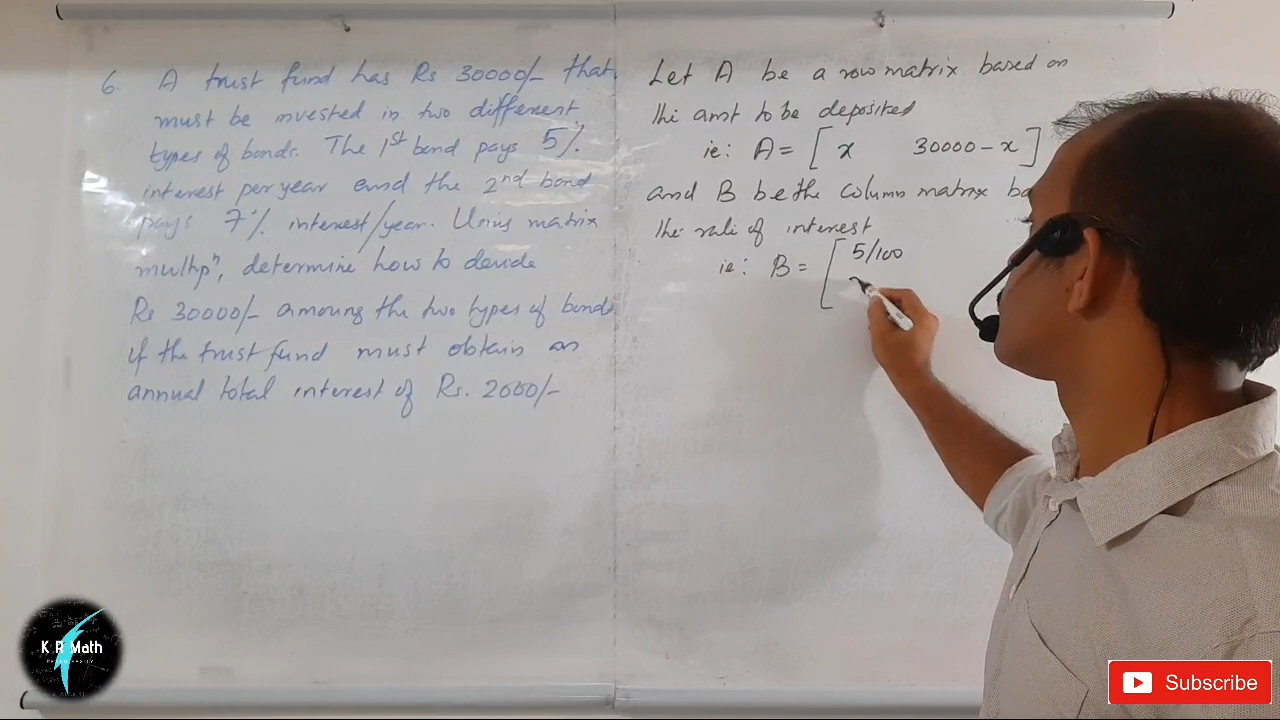 6. A trust fund has Rs 30000/- that
must be invested in two different
types of bonds. The 1st bond pays 5%
interest per year and the 2nd bond
pays 7% interest/year. Using matrix
multpn, determine how to devide
Rs 30000/- amoung the two types of bonds
if the trust fund must obtain an
annual total interest of Rs. 2000/-
Let A be a row matrix based on
the amt to be deposited
ie: A = [ x 30000 - x ]
and B be the column matrix ba
the rate of interest
ie: B = [ 5/100
K R Math
Subscribe